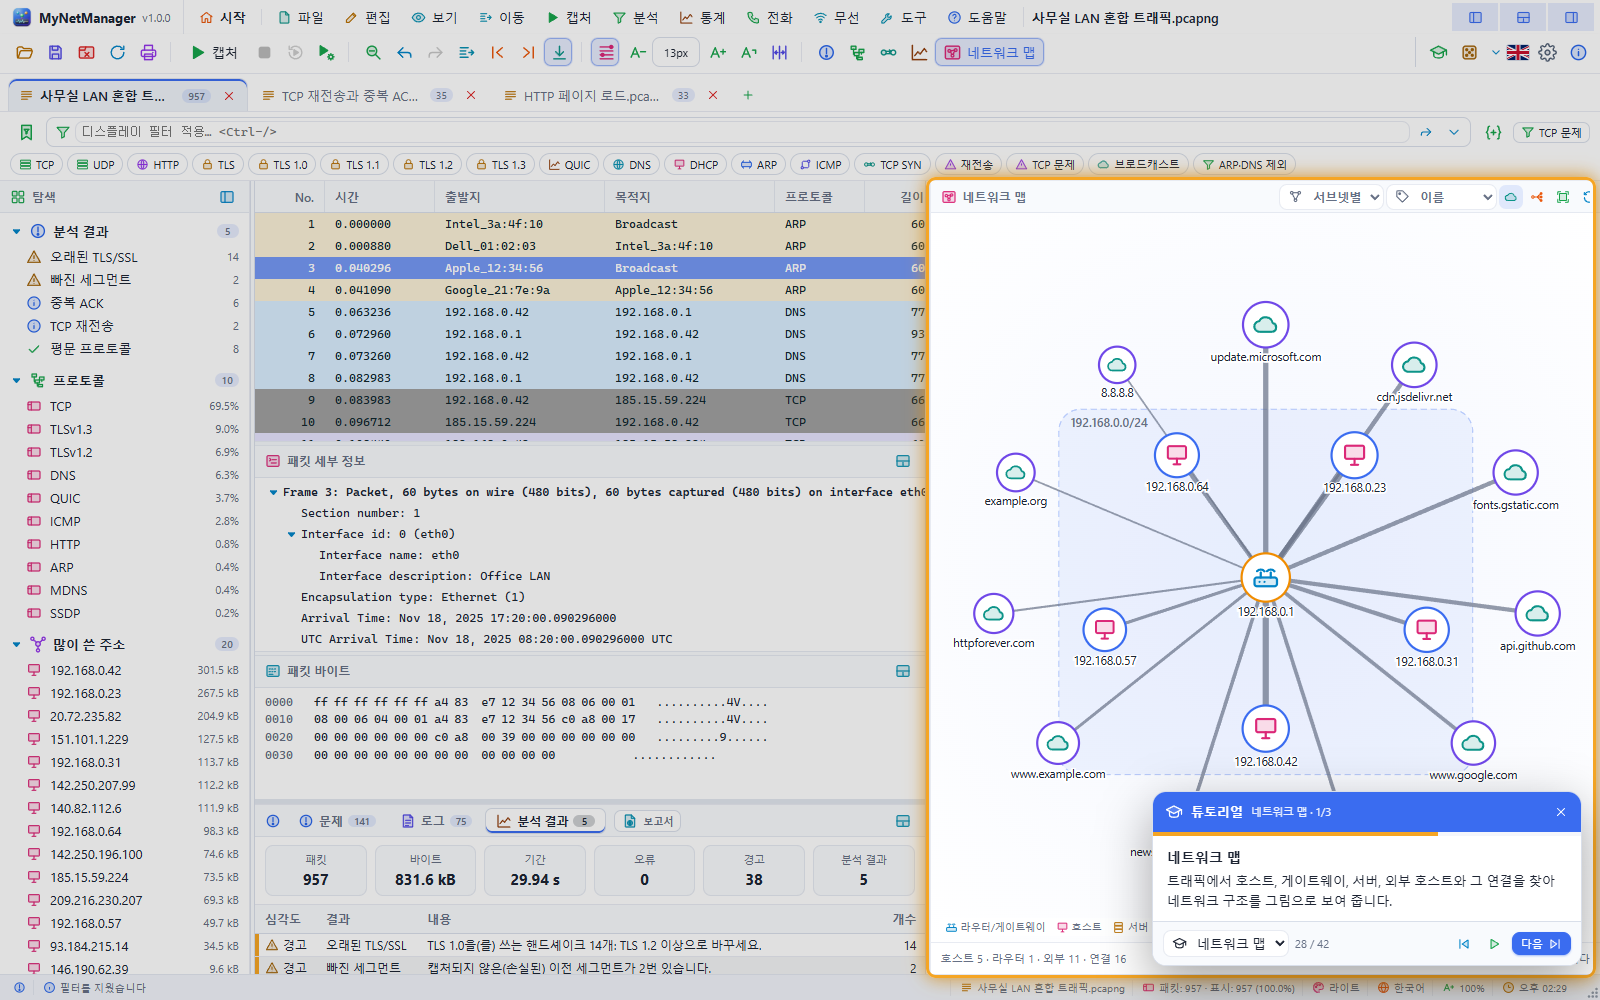 MyNetManager v1.0.0 시작 파일 편집 보기 이동 캡처 분석 통계 전화 무선 도구 도움말 사무실 LAN 혼합 트래픽.pcapng
캡처 A− 13px A+ 네트워크 맵
사무실 LAN 혼합 트... 957 TCP 재전송과 중복 AC... 35 HTTP 페이지 로드.pca... 33
디스플레이 필터 적용… <Ctrl-/> TCP 문제
TCP UDP HTTP TLS TLS 1.0 TLS 1.1 TLS 1.2 TLS 1.3 QUIC DNS DHCP ARP ICMP TCP SYN 재전송 TCP 문제 브로드캐스트 ARP·DNS 제외
탐색
분석 결과 5
오래된 TLS/SSL 14
빠진 세그먼트 2
중복 ACK 6
TCP 재전송 2
평문 프로토콜 8
프로토콜 10
TCP 69.5%
TLSv1.3 9.0%
TLSv1.2 6.9%
DNS 6.3%
QUIC 3.7%
ICMP 2.8%
HTTP 0.8%
ARP 0.4%
MDNS 0.4%
SSDP 0.2%
많이 쓴 주소 20
192.168.0.42 301.5 kB
192.168.0.23 267.5 kB
20.72.235.82 204.9 kB
151.101.1.229 127.5 kB
192.168.0.31 113.7 kB
142.250.207.99 112.2 kB
140.82.112.6 111.9 kB
192.168.0.64 98.3 kB
142.250.196.100 74.6 kB
185.15.59.224 73.5 kB
209.216.230.207 69.3 kB
192.168.0.57 49.7 kB
93.184.215.14 34.5 kB
146.190.62.39 9.6 kB
No. 시간 출발지 목적지 프로토콜 길이
1 0.000000 Intel_3a:4f:10 Broadcast ARP 60
2 0.000880 Dell_01:02:03 Intel_3a:4f:10 ARP 60
3 0.040296 Apple_12:34:56 Broadcast ARP 60
4 0.041090 Google_21:7e:9a Apple_12:34:56 ARP 60
5 0.063236 192.168.0.42 192.168.0.1 DNS 77
6 0.072960 192.168.0.1 192.168.0.42 DNS 93
7 0.073260 192.168.0.42 192.168.0.1 DNS 77
8 0.082983 192.168.0.1 192.168.0.42 DNS 77
9 0.083983 192.168.0.42 185.15.59.224 TCP 66
10 0.096712 185.15.59.224 192.168.0.42 TCP 66
패킷 세부 정보
Frame 3: Packet, 60 bytes on wire (480 bits), 60 bytes captured (480 bits) on interface eth0
Section number: 1
Interface id: 0 (eth0)
Interface name: eth0
Interface description: Office LAN
Encapsulation type: Ethernet (1)
Arrival Time: Nov 18, 2025 17:20:00.090296000
UTC Arrival Time: Nov 18, 2025 08:20:00.090296000 UTC
패킷 바이트
0000 ff ff ff ff ff ff a4 83 e7 12 34 56 08 06 00 01 ..........4V....
0010 08 00 06 04 00 01 a4 83 e7 12 34 56 c0 a8 00 17 ..........4V....
0020 00 00 00 00 00 00 c0 a8 00 39 00 00 00 00 00 00 .........9......
0030 00 00 00 00 00 00 00 00 00 00 00 00 ............
문제 141 로그 75 분석 결과 5 보고서
패킷 바이트 기간 오류 경고 분석 결과
957 831.6 kB 29.94 s 0 38 5
심각도 결과 내용 개수
경고 오래된 TLS/SSL TLS 1.0을(를) 쓰는 핸드셰이크 14개: TLS 1.2 이상으로 바꾸세요. 14
경고 빠진 세그먼트 캡처되지 않은(손실된) 이전 세그먼트가 2번 있습니다. 2
네트워크 맵 서브넷별 이름
update.microsoft.com
8.8.8.8
cdn.jsdelivr.net
192.168.0.0/24
192.168.0.64
192.168.0.23
example.org
fonts.gstatic.com
192.168.0.1
httpforever.com
192.168.0.57
192.168.0.31
api.github.com
192.168.0.42
www.example.com
www.google.com
news
라우터/게이트웨이 호스트 서버
호스트 5 · 라우터 1 · 외부 11 · 연결 16
다
튜토리얼 네트워크 맵 · 1/3
네트워크 맵
트래픽에서 호스트, 게이트웨이, 서버, 외부 호스트와 그 연결을 찾아
네트워크 구조를 그림으로 보여 줍니다.
네트워크 맵 28 / 42 다음
필터를 지웠습니다 사무실 LAN 혼합 트래픽.pcapng 패킷: 957 · 표시: 957 (100.0%) 라이트 한국어 A+ 100% 오후 02:29